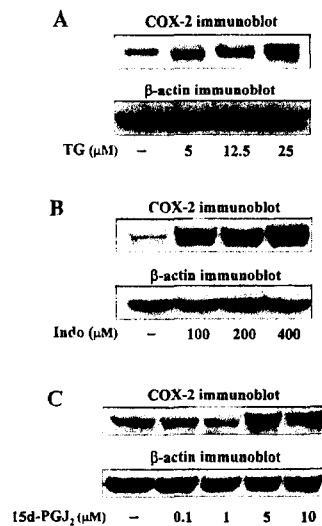 A
COX-2 immunoblot
β-actin immunoblot
TG (μM) – 5 12.5 25
B
COX-2 immunoblot
β-actin immunoblot
Indo (μM) – 100 200 400
C
COX-2 immunoblot
β-actin immunoblot
15d-PGJ₂ (μM) – 0.1 1 5 10